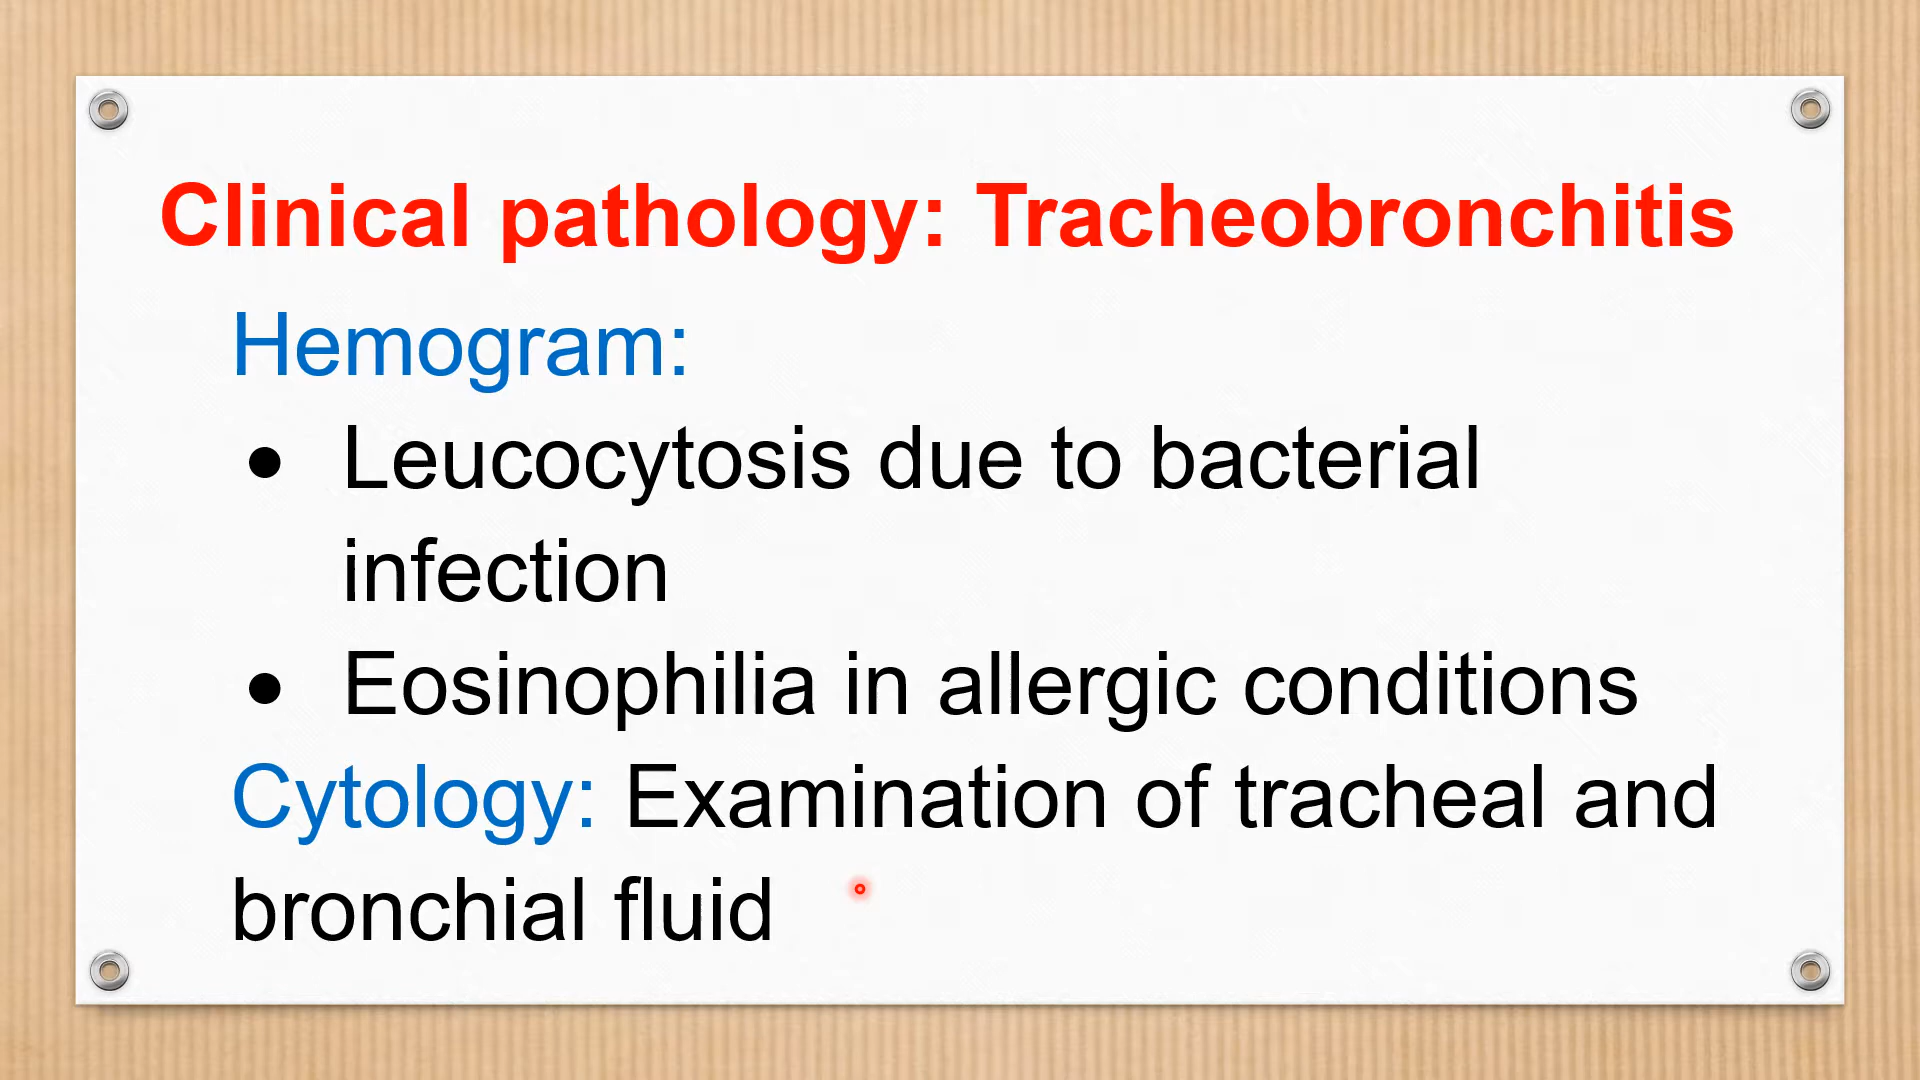 Clinical pathology: Tracheobronchitis
Hemogram:
● Leucocytosis due to bacterial
infection
● Eosinophilia in allergic conditions
Cytology: Examination of tracheal and
bronchial fluid